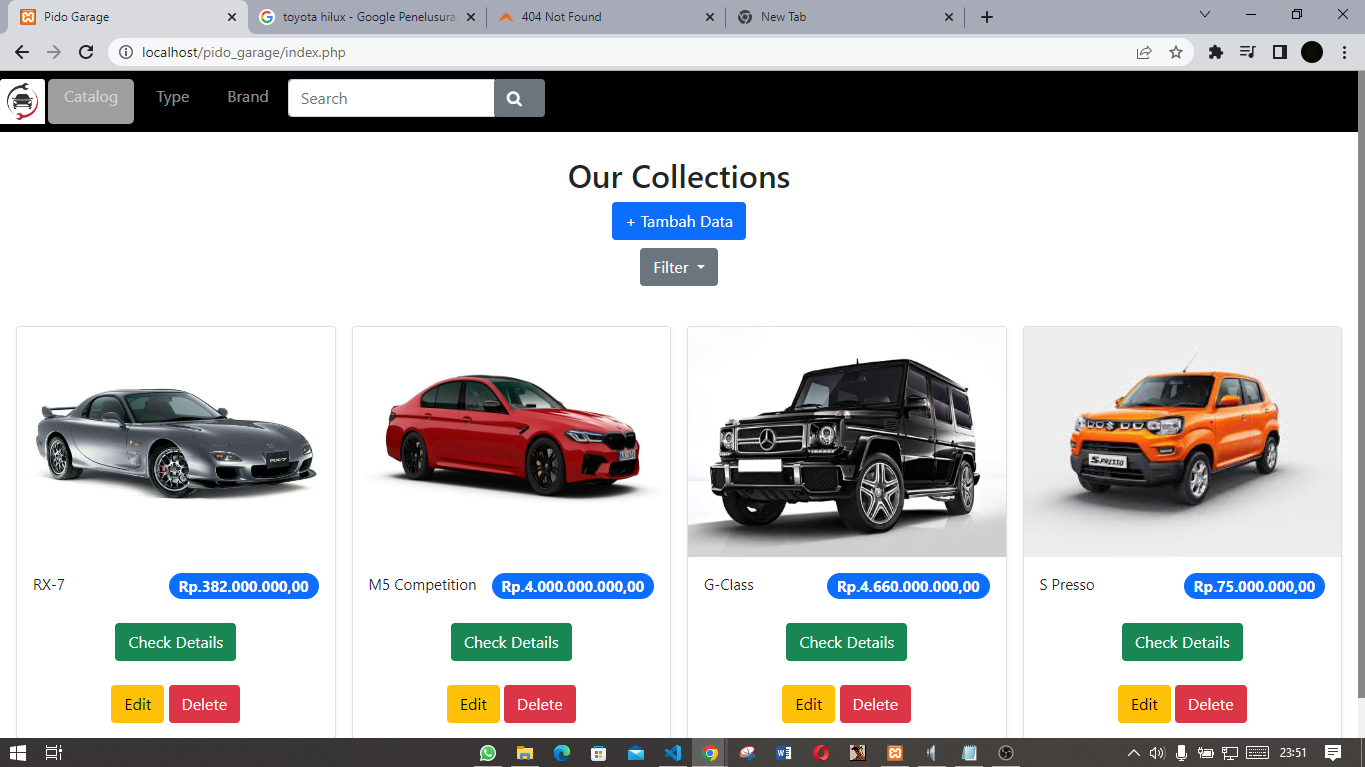 Pido Garage
toyota hilux - Google Penelusura
404 Not Found
New Tab
localhost/pido_garage/index.php
Catalog
Type
Brand
Search
Our Collections
+ Tambah Data
Filter
RX-7
Rp.382.000.000,00
M5 Competition
Rp.4.000.000.000,00
G-Class
Rp.4.660.000.000,00
S Presso
Rp.75.000.000,00
Check Details
Check Details
Check Details
Check Details
Edit Delete
Edit Delete
Edit Delete
Edit Delete
23:51